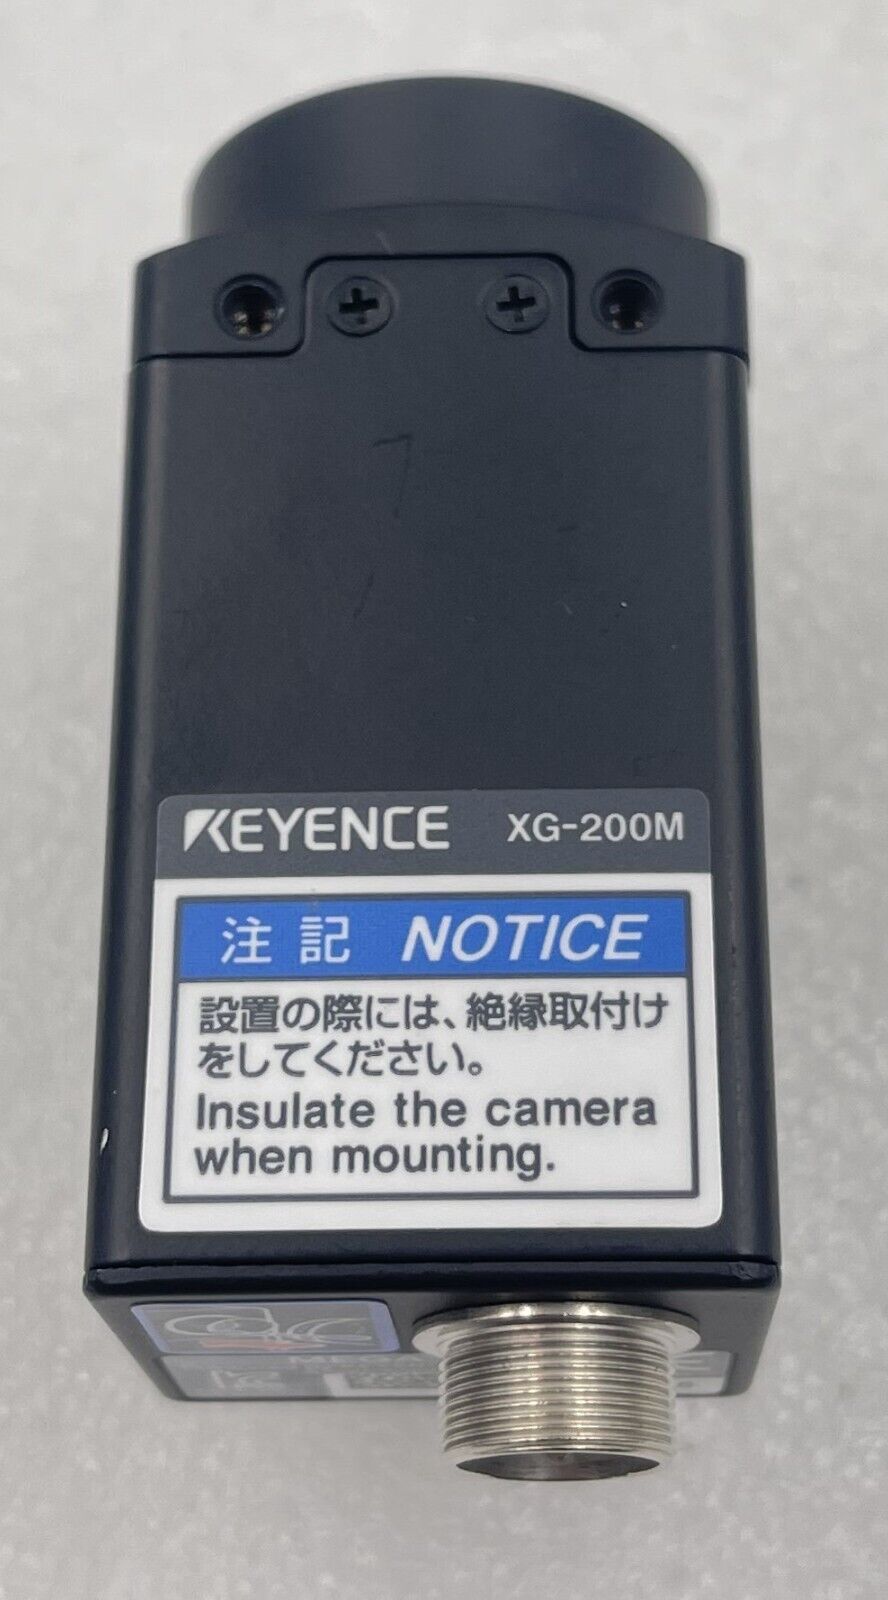 KEYENCE XG-200M
注記 NOTICE
設置の際には、絶縁取付け
をしてください。
Insulate the camera
when mounting.